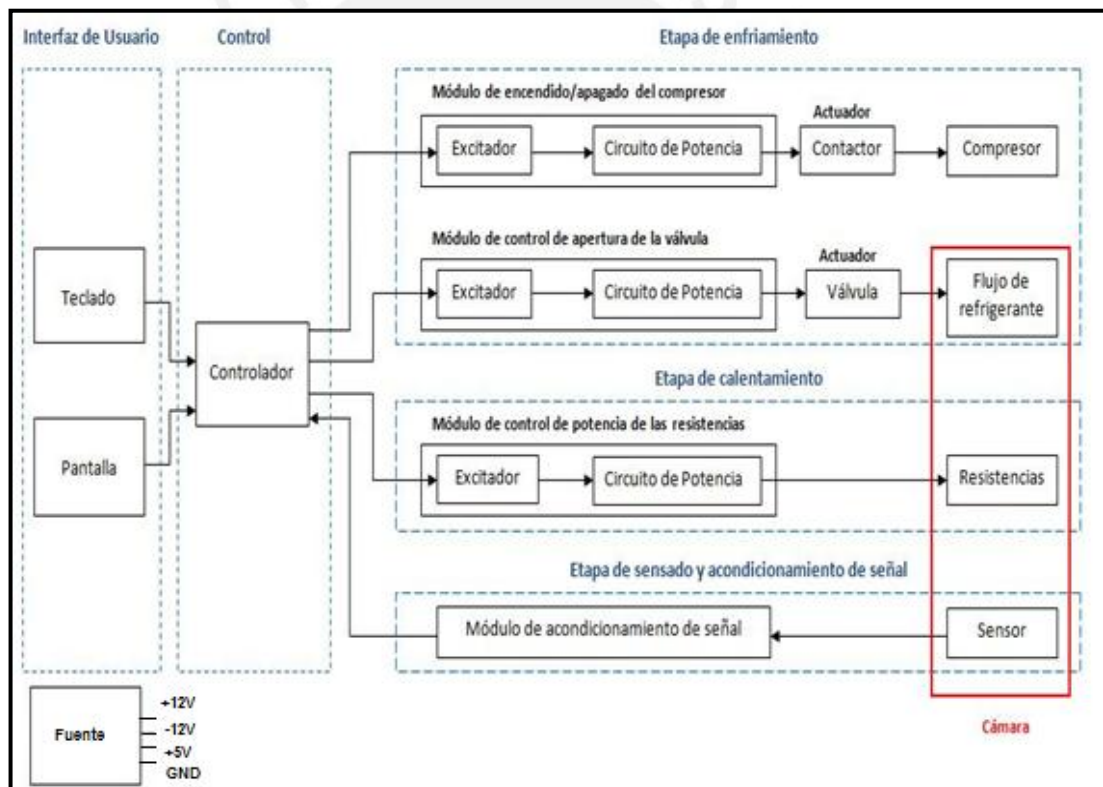 Interfaz de Usuario
Control
Etapa de enfriamiento
Módulo de encendido/apagado del compresor
Actuador
Excitador
Circuito de Potencia
Contactor
Compresor
Módulo de control de apertura de la válvula
Actuador
Excitador
Circuito de Potencia
Válvula
Flujo de
refrigerante
Teclado
Controlador
Pantalla
Etapa de calentamiento
Módulo de control de potencia de las resistencias
Excitador
Circuito de Potencia
Resistencias
Etapa de sensado y acondicionamiento de señal
Módulo de acondicionamiento de señal
Sensor
Cámara
Fuente
+12V
-12V
+5V
GND